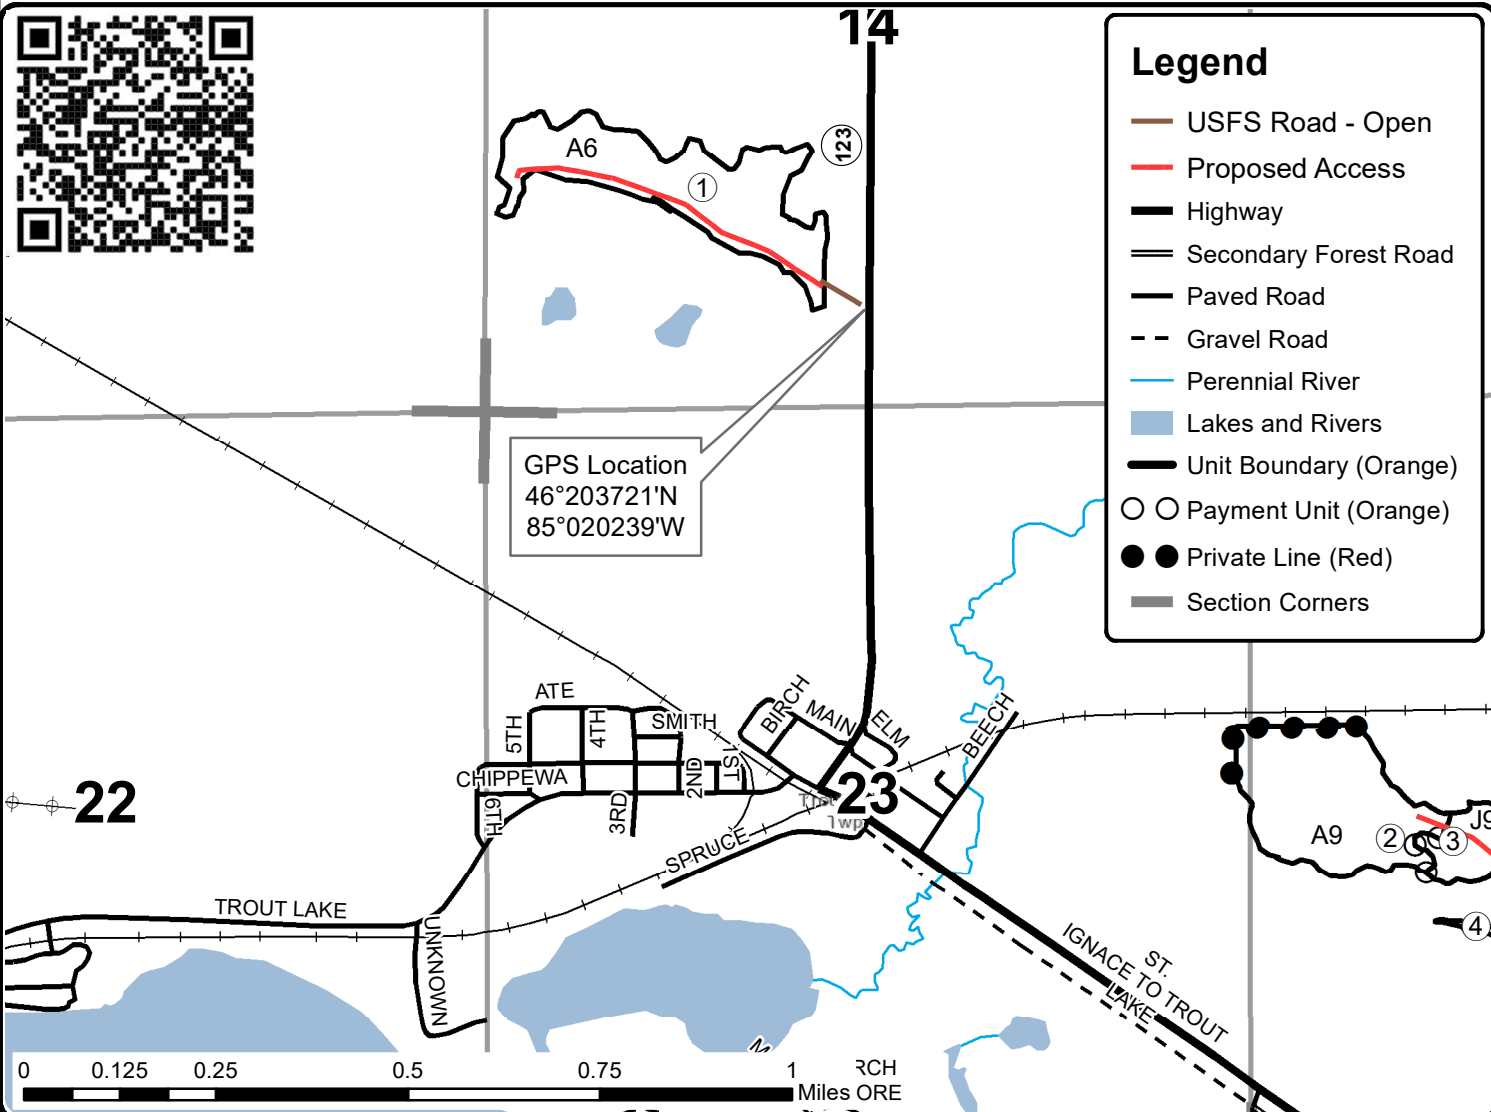 14
Legend
USFS Road - Open
Proposed Access
Highway
Secondary Forest Road
Paved Road
Gravel Road
Perennial River
Lakes and Rivers
Unit Boundary (Orange)
Payment Unit (Orange)
Private Line (Red)
Section Corners
A6
123
1
GPS Location
46°203721'N
85°020239'W
ATE
5TH
4TH
SMITH
BIRCH
MAIN
ELM
BEECH
CHIPPEWA
2ND
1ST
6TH
3RD
SPRUCE
22
23
Twp
A9
2
3
J9
4
TROUT LAKE
UNKNOWN
ST.
IGNACE TO TROUT
LAKE
0 0.125 0.25 0.5 0.75 1
RCH
Miles ORE